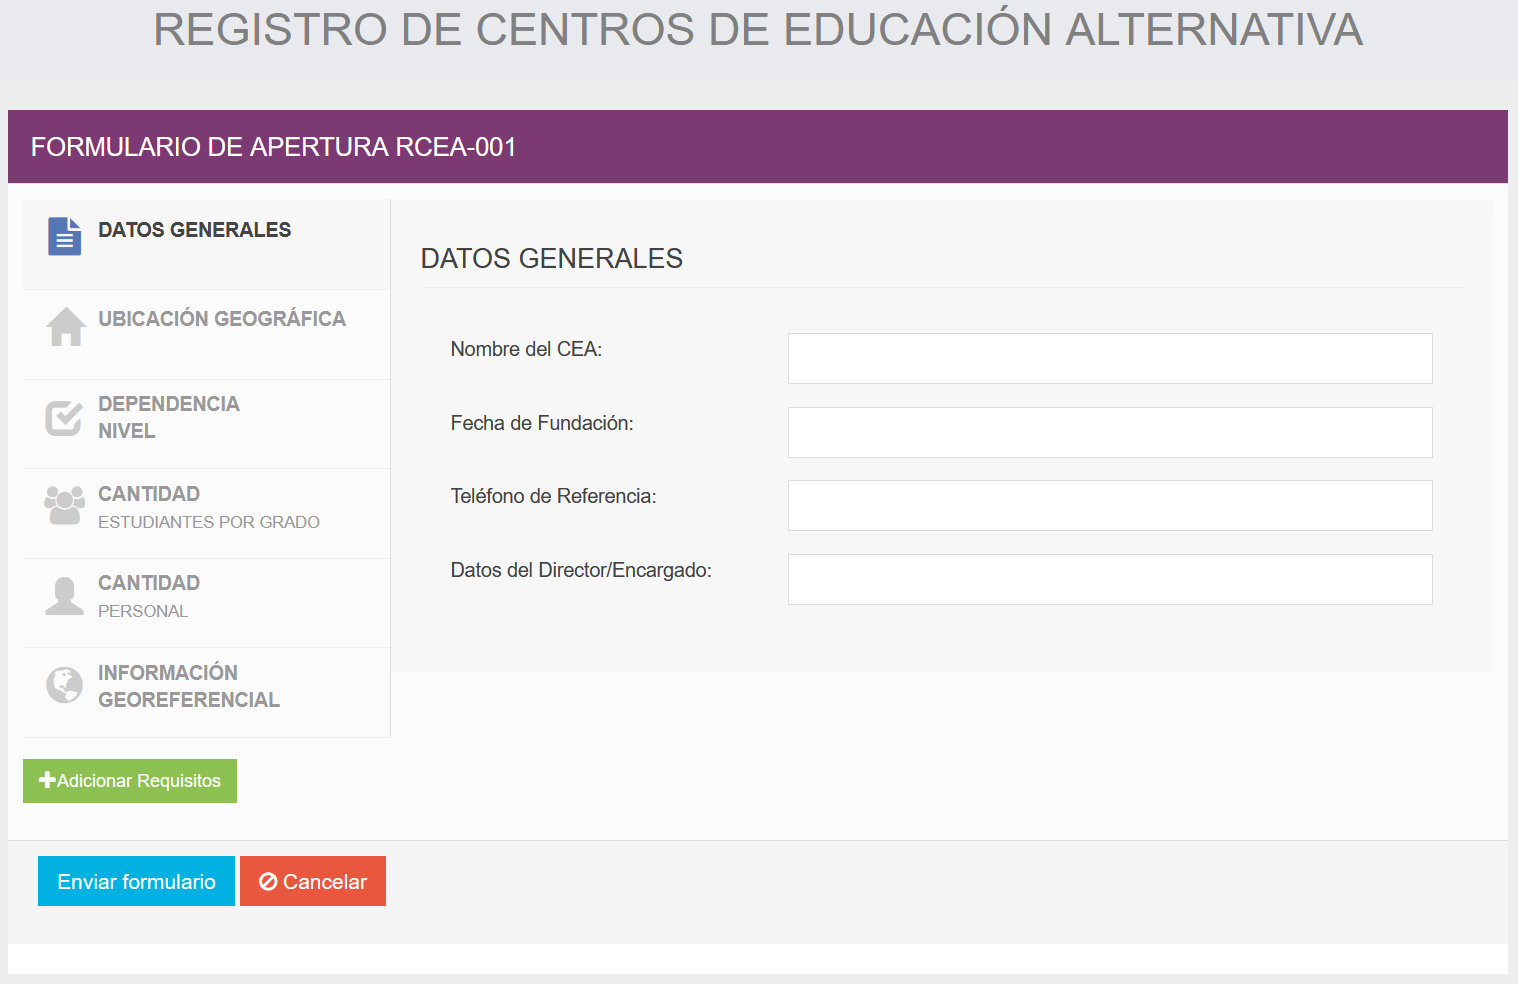 REGISTRO DE CENTROS DE EDUCACIÓN ALTERNATIVA
FORMULARIO DE APERTURA RCEA-001
DATOS GENERALES
UBICACIÓN GEOGRÁFICA
DEPENDENCIA
NIVEL
CANTIDAD
ESTUDIANTES POR GRADO
CANTIDAD
PERSONAL
INFORMACIÓN
GEOREFERENCIAL
Adicionar Requisitos
DATOS GENERALES
Nombre del CEA:
Fecha de Fundación:
Teléfono de Referencia:
Datos del Director/Encargado:
Enviar formulario
Cancelar